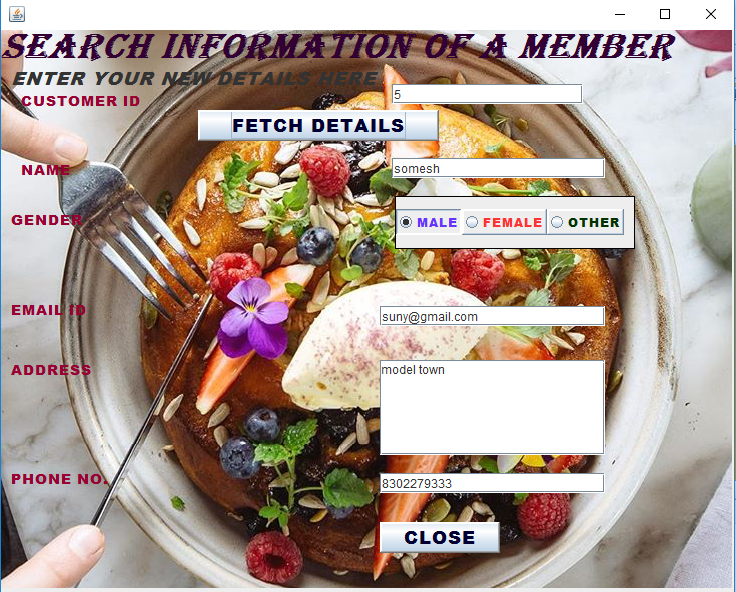 SEARCH INFORMATION OF A MEMBER
ENTER YOUR NEW DETAILS HERE
CUSTOMER ID 5
FETCH DETAILS
NAME somesh
GENDER MALE FEMALE OTHER
EMAIL ID suny@gmail.com
ADDRESS model town
PHONE NO. 8302279333
CLOSE